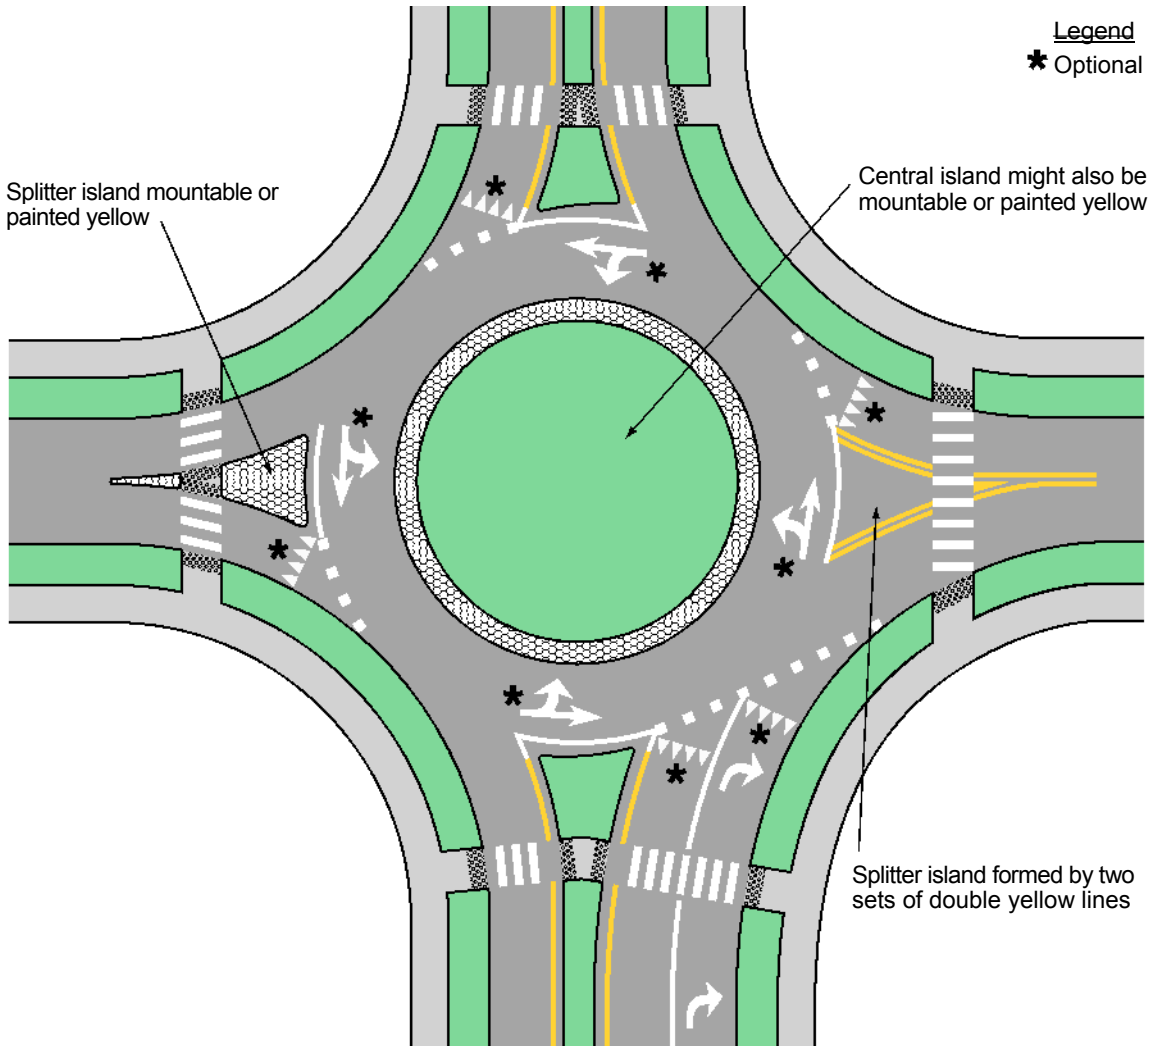 Legend
* Optional
Splitter island mountable or
painted yellow
Central island might also be
mountable or painted yellow
Splitter island formed by two
sets of double yellow lines